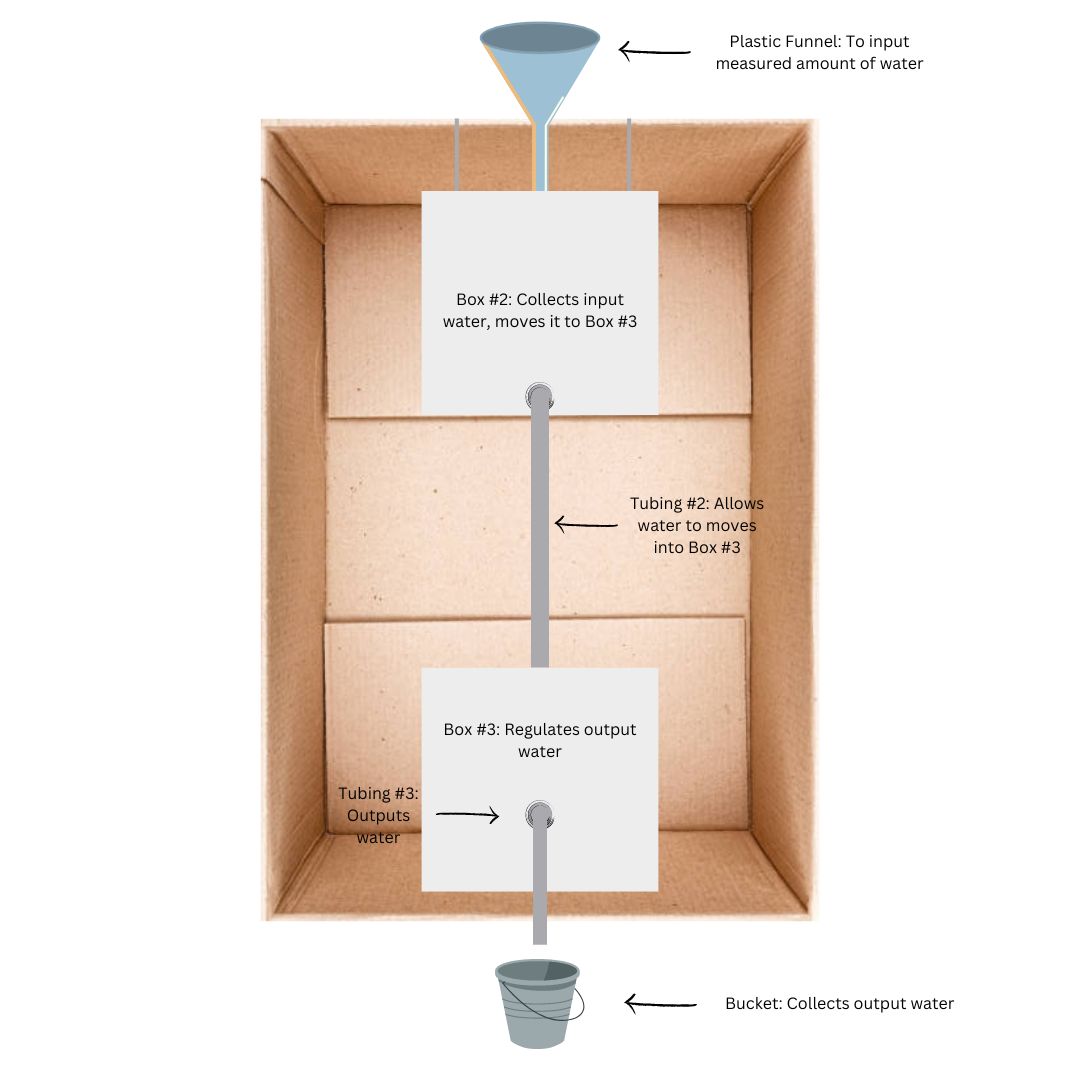 Plastic Funnel: To input
measured amount of water
Box #2: Collects input
water, moves it to Box #3
Tubing #2: Allows
water to moves
into Box #3
Box #3: Regulates output
water
Tubing #3:
Outputs
water
Bucket: Collects output water